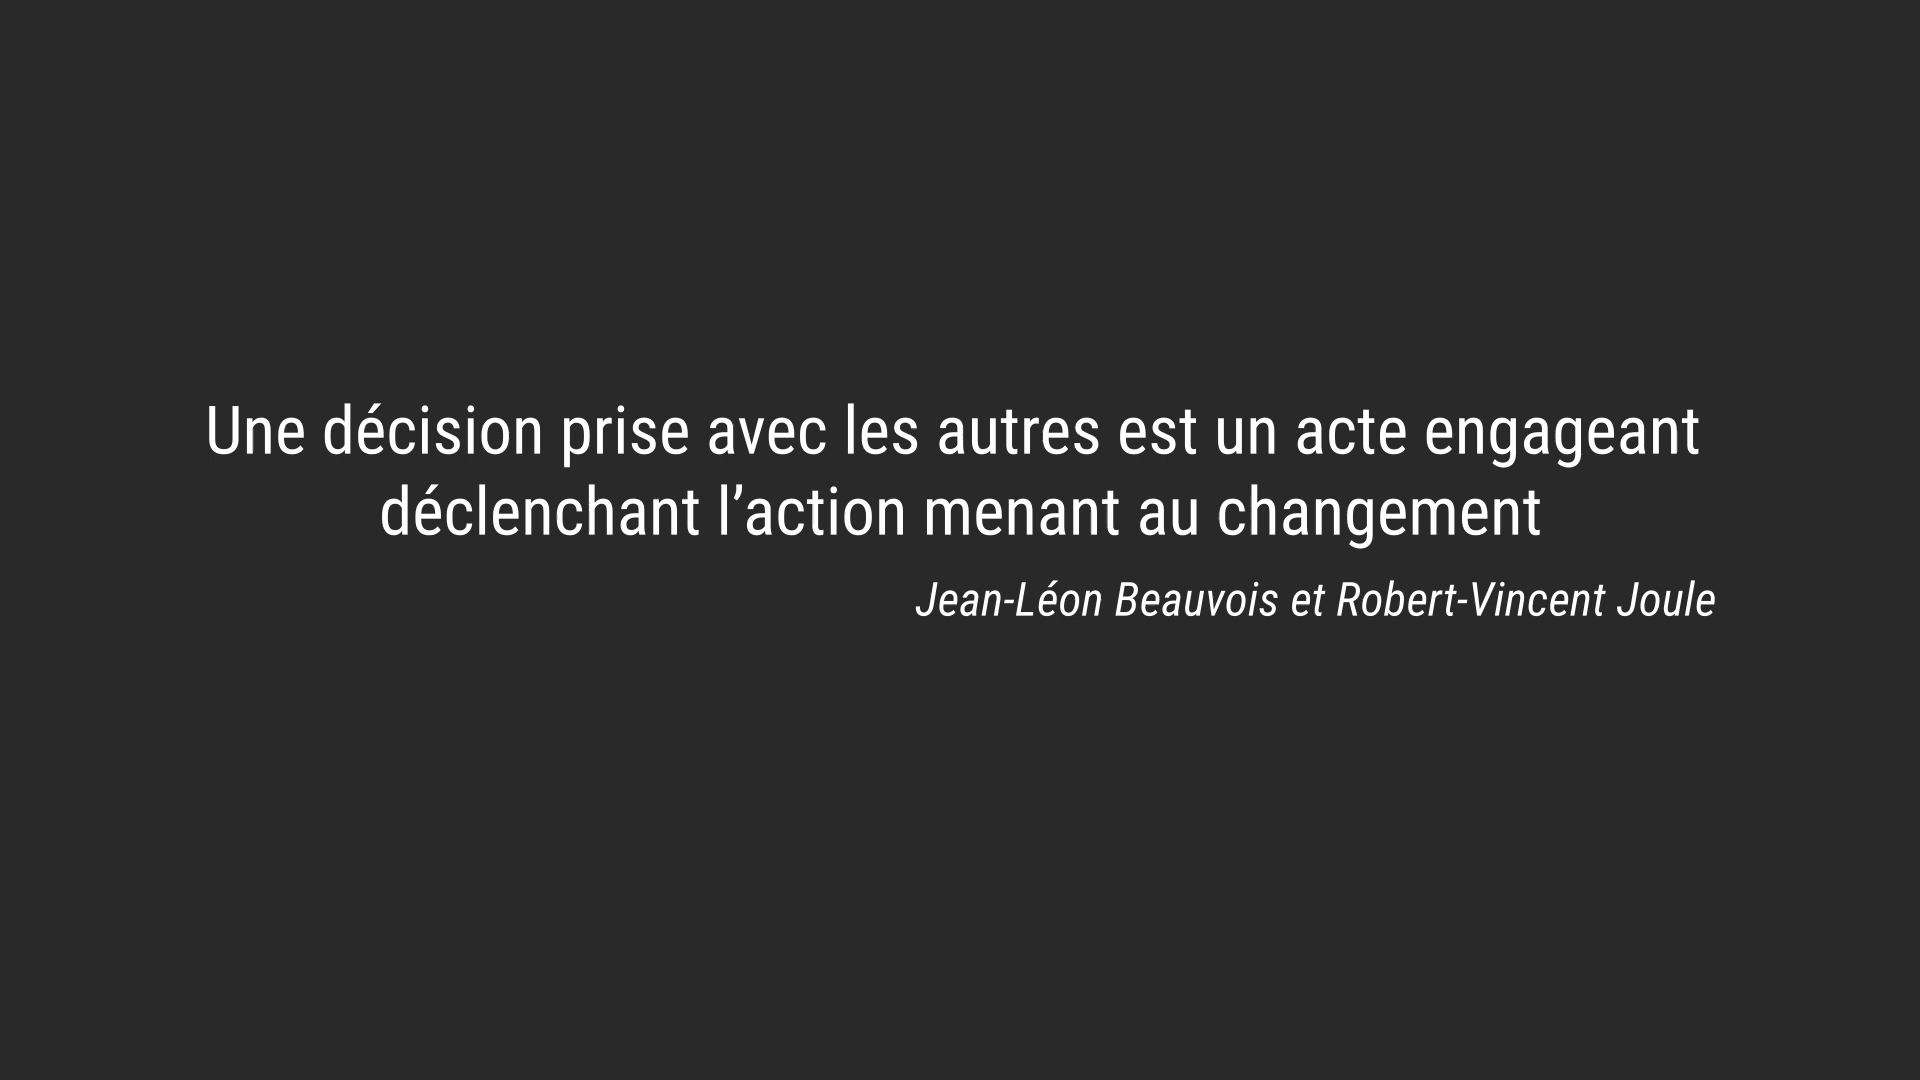 Une décision prise avec les autres est un acte engageant
déclenchant l’action menant au changement
Jean-Léon Beauvois et Robert-Vincent Joule